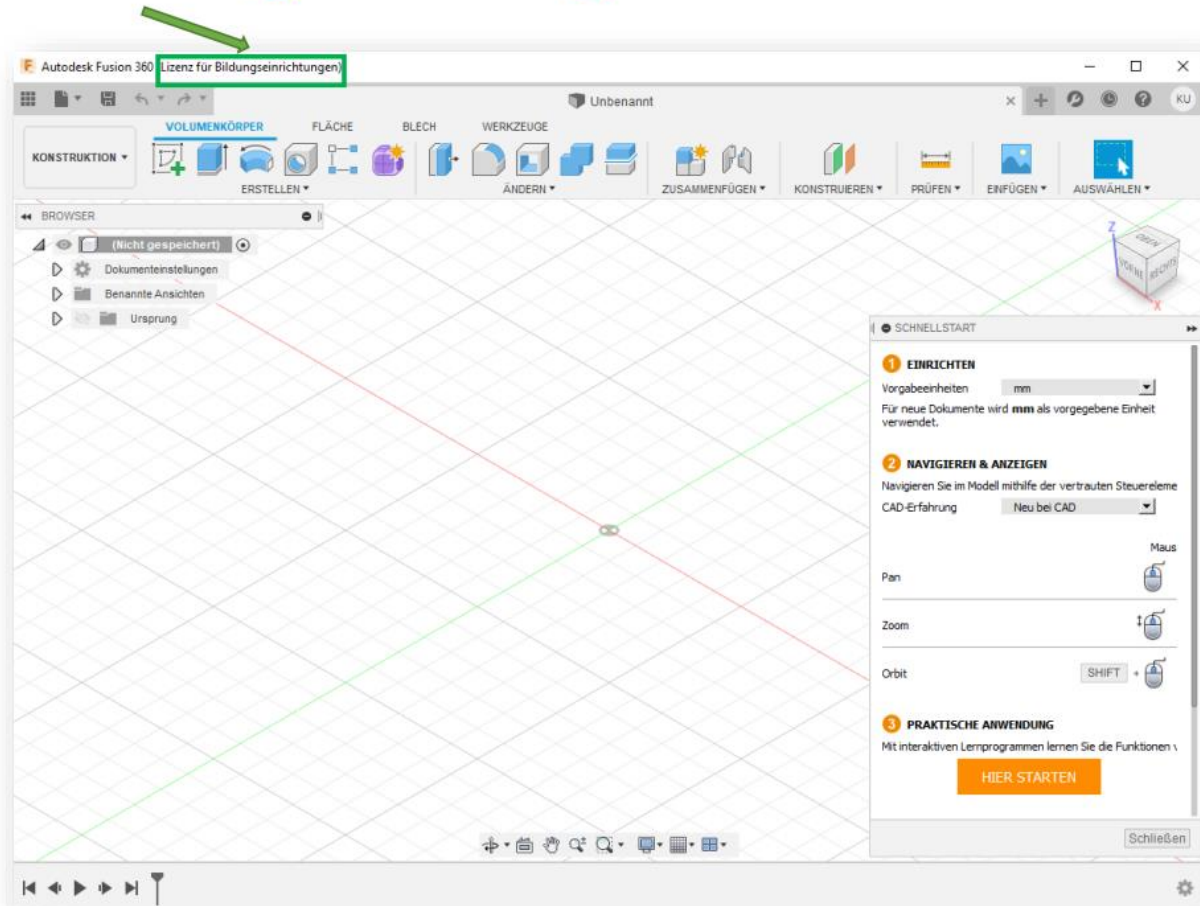 Autodesk Fusion 360 (Lizenz für Bildungseinrichtungen)
Unbenannt
KU
VOLUMENKÖRPER FLÄCHE BLECH WERKZEUGE
KONSTRUKTION
ERSTELLEN ÄNDERN ZUSAMMENFÜGEN KONSTRUIEREN PRÜFEN EINFÜGEN AUSWÄHLEN
BROWSER
(Nicht gespeichert)
Dokumenteinstellungen
Benannte Ansichten
Ursprung
Z
OBEN
VORNE RECHTS
X
SCHNELLSTART
1 EINRICHTEN
Vorgabeeinheiten mm
Für neue Dokumente wird mm als vorgegebene Einheit
verwendet.
2 NAVIGIEREN & ANZEIGEN
Navigieren Sie im Modell mithilfe der vertrauten Steuereleme
CAD-Erfahrung Neu bei CAD
Maus
Pan
Zoom
Orbit SHIFT +
3 PRAKTISCHE ANWENDUNG
Mit interaktiven Lernprogrammen lernen Sie die Funktionen v
HIER STARTEN
Schließen